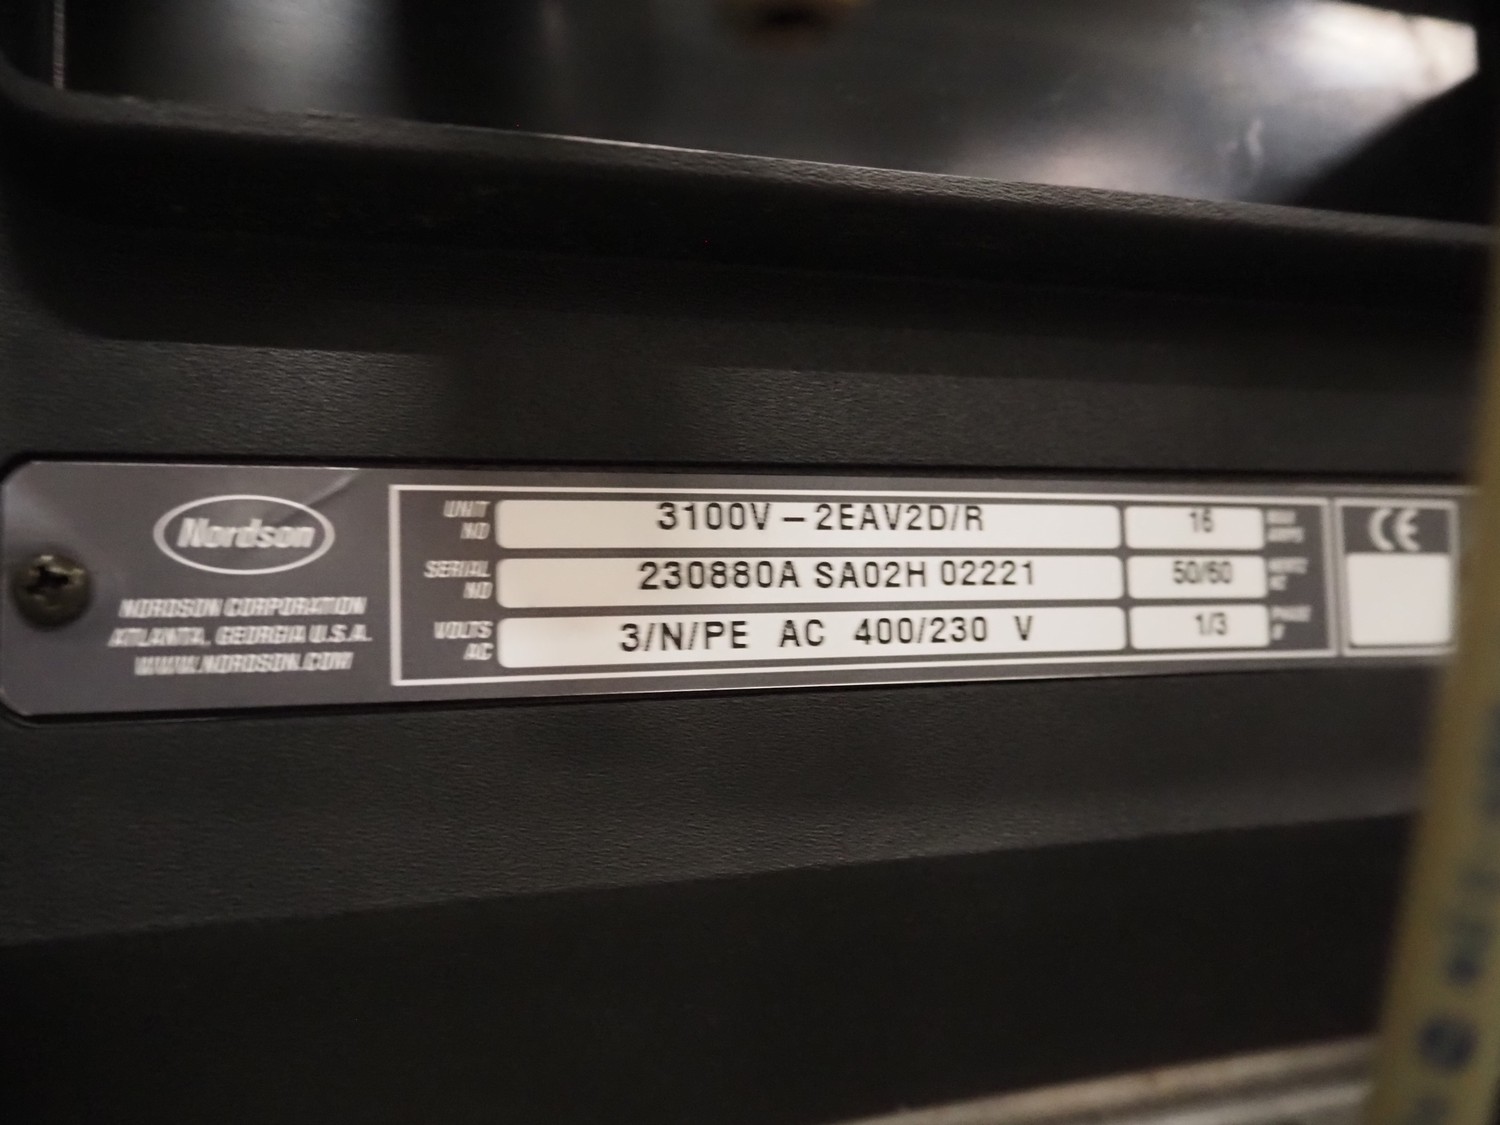 Nordson
NORDSON CORPORATION
ATLANTA, GEORGIA U.S.A.
WWW.NORDSON.COM
UNIT NO 3100V - 2EAV2D/R 16 MAX AMPS
SERIAL NO 230880A SA02H 02221 50/60 HERTZ AC
VOLTS AC 3/N/PE AC 400/230 V 1/3 PHASE Ø
CE